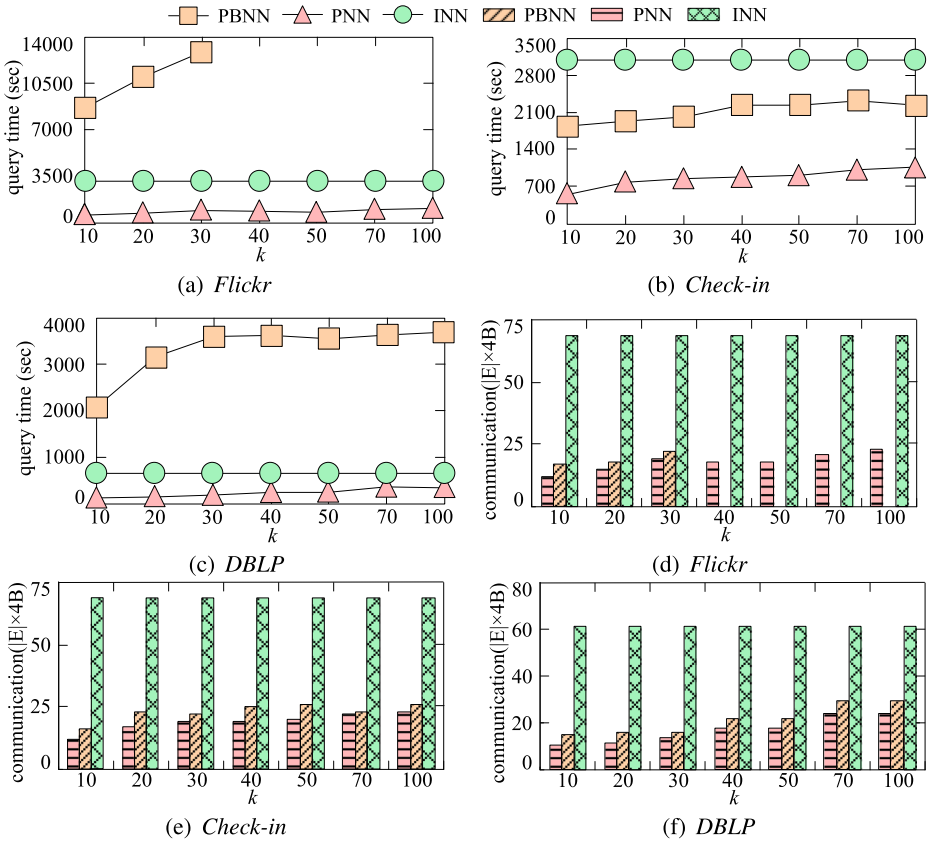 PBNN PNN INN PBNN PNN INN
14000
10500
7000
3500
0
query time (sec)
10 20 30 40 50 70 100
k
(a) Flickr
3500
2800
2100
1400
700
0
query time (sec)
10 20 30 40 50 70 100
k
(b) Check-in
4000
3000
2000
1000
0
query time (sec)
10 20 30 40 50 70 100
k
(c) DBLP
75
50
25
0
communication(|E|×4B)
10 20 30 40 50 70 100
k
(d) Flickr
75
50
25
0
communication(|E|×4B)
10 20 30 40 50 70 100
k
(e) Check-in
80
60
40
20
0
communication(|E|×4B)
10 20 30 40 50 70 100
k
(f) DBLP